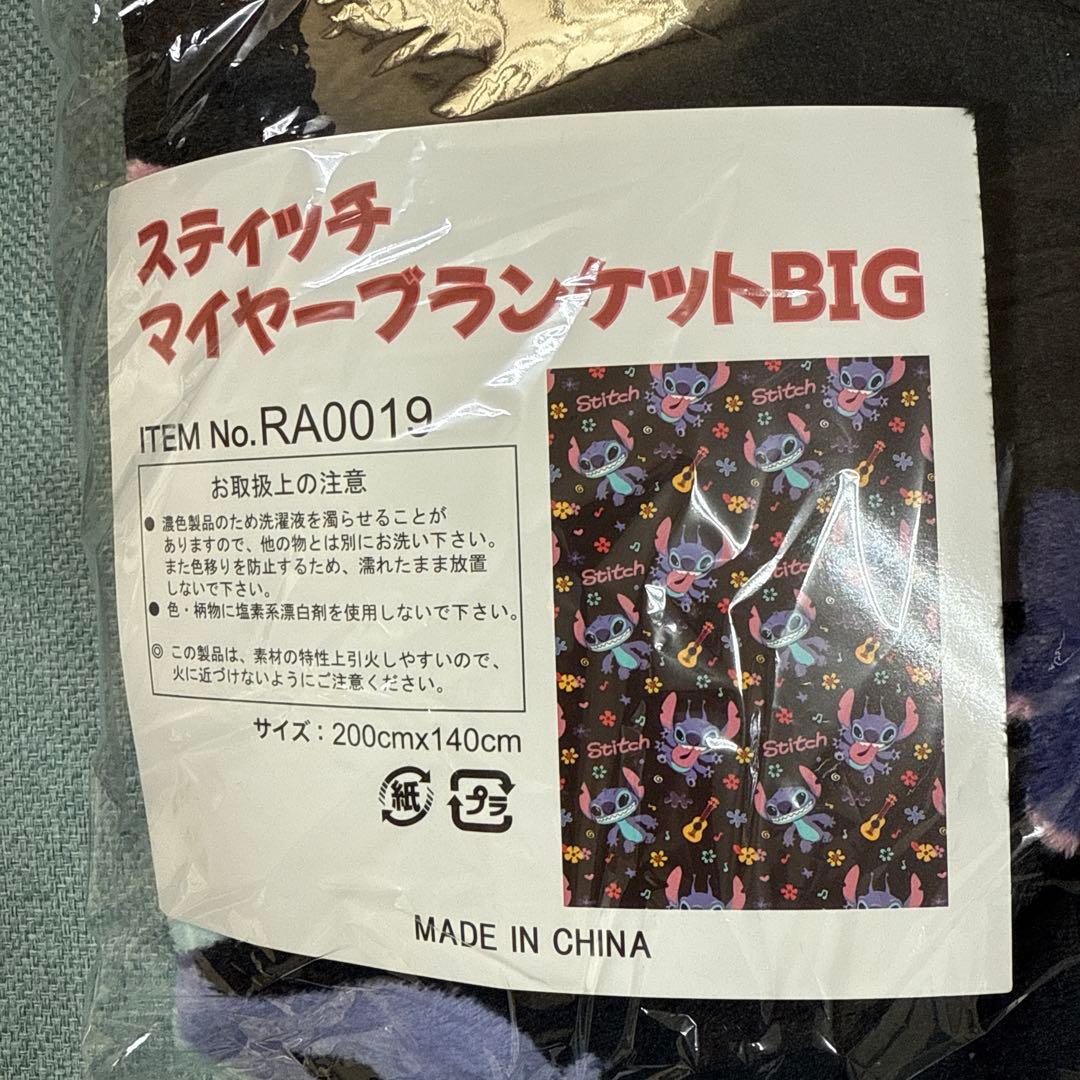 スティッチ
マイヤーブランケットBIG
ITEM No.RA0019
お取扱上の注意
● 濃色製品のため洗濯液を濁らせることが
ありますので、他の物とは別にお洗い下さい。
また色移りを防止するため、濡れたまま放置
しないで下さい。
● 色・柄物に塩素系漂白剤を使用しないで下さい。
◎ この製品は、素材の特性上引火しやすいので、
火に近づけないようにご注意ください。
サイズ：200cmx140cm
紙 プラ
MADE IN CHINA
Stitch
Stitch
Stitch
Stitch
Stitch
Stitch